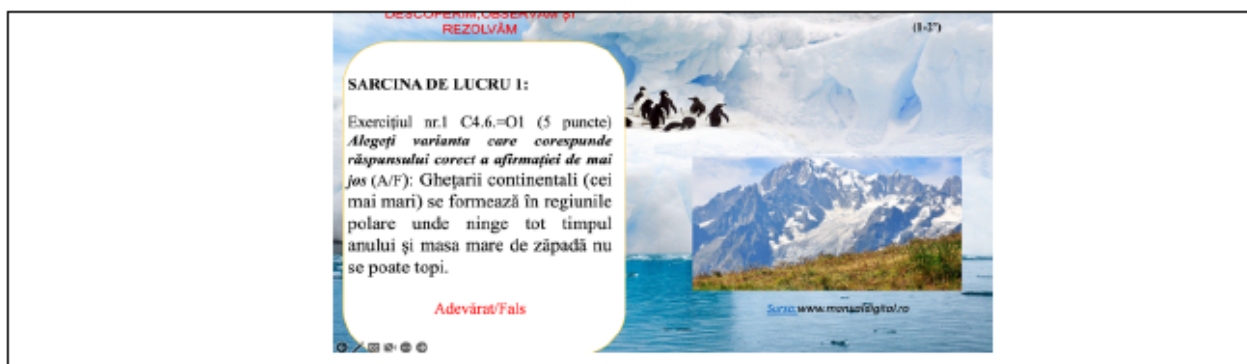 DESCOPERIM,OBSERVĂM ȘI
REZOLVĂM
(1-2')
SARCINA DE LUCRU 1:
Exercițiul nr.1 C4.6.=O1 (5 puncte)
Alegeți varianta care corespunde
răspunsului corect a afirmației de mai
jos (A/F): Ghețarii continentali (cei
mai mari) se formează în regiunile
polare unde ninge tot timpul
anului și masa mare de zăpadă nu
se poate topi.
Adevărat/Fals
Sursa:www.manualdigital.ro